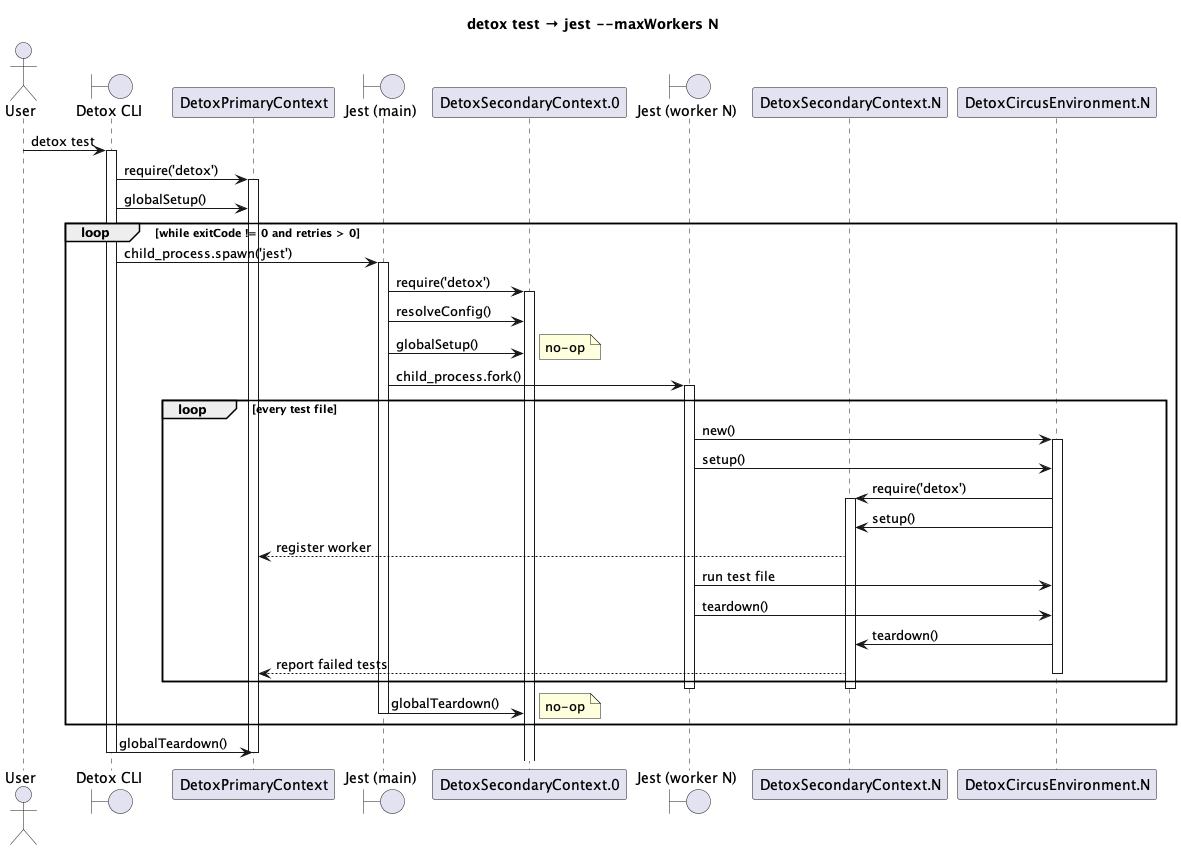 detox test → jest --maxWorkers N
User
Detox CLI
DetoxPrimaryContext
Jest (main)
DetoxSecondaryContext.0
Jest (worker N)
DetoxSecondaryContext.N
DetoxCircusEnvironment.N
detox test
require('detox')
globalSetup()
loop
[while exitCode != 0 and retries > 0]
child_process.spawn('jest')
require('detox')
resolveConfig()
globalSetup()
no-op
child_process.fork()
loop
[every test file]
new()
setup()
require('detox')
setup()
register worker
run test file
teardown()
teardown()
report failed tests
globalTeardown()
no-op
globalTeardown()
User
Detox CLI
DetoxPrimaryContext
Jest (main)
DetoxSecondaryContext.0
Jest (worker N)
DetoxSecondaryContext.N
DetoxCircusEnvironment.N